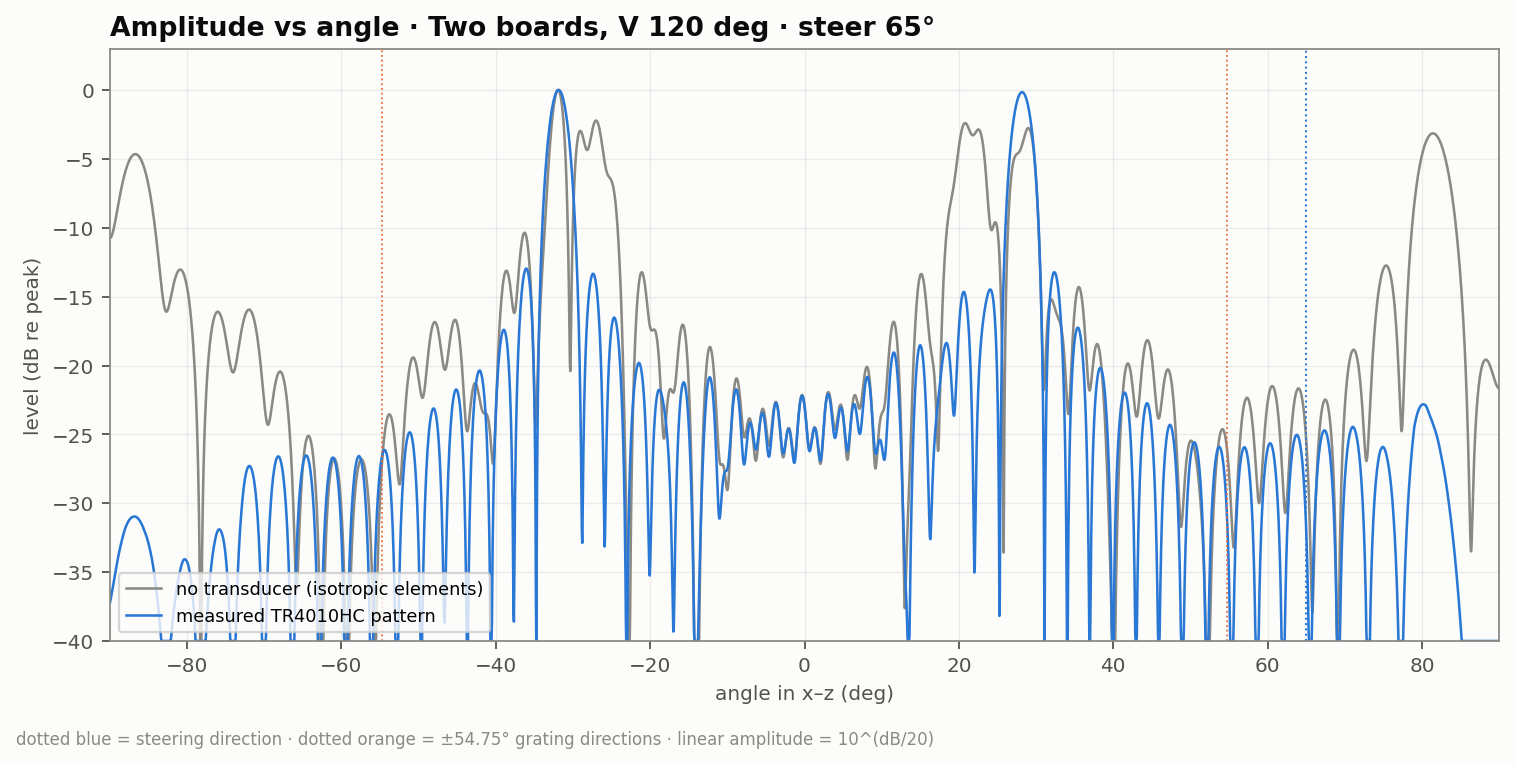 Amplitude vs angle · Two boards, V 120 deg · steer 65°
0
−5
−10
−15
−20
−25
−30
−35
−40
level (dB re peak)
no transducer (isotropic elements)
measured TR4010HC pattern
−80 −60 −40 −20 0 20 40 60 80
angle in x–z (deg)
dotted blue = steering direction · dotted orange = ±54.75° grating directions · linear amplitude = 10^(dB/20)